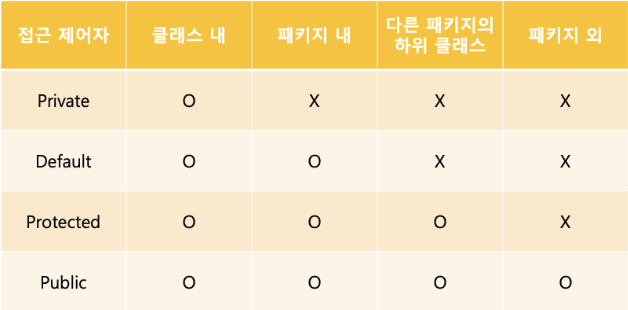 접근 제어자 클래스 내 패키지 내 다른 패키지의 패키지 외
하위 클래스
Private O X X X
Default O O X X
Protected O O O X
Public O O O O